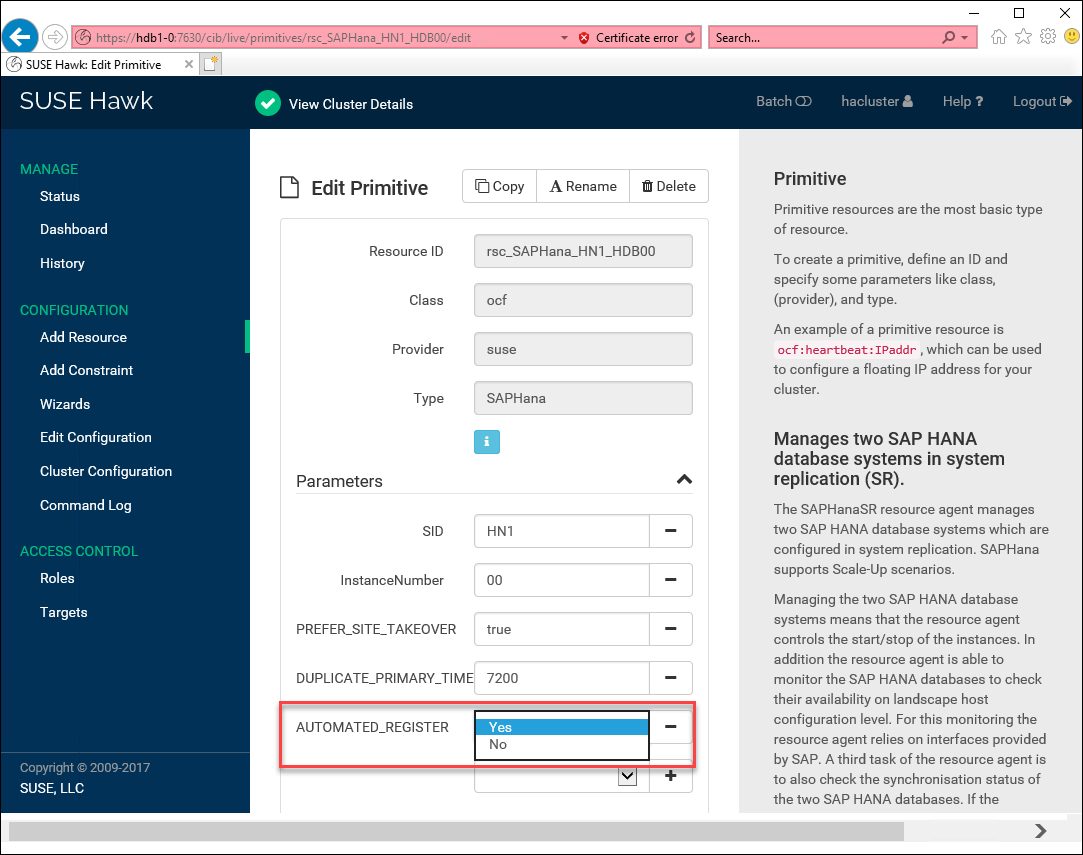 https://hdb1-0:7630/cib/live/primitives/rsc_SAPHana_HN1_HDB00/edit
Certificate error
Search...
SUSE Hawk: Edit Primitive
SUSE Hawk
View Cluster Details
Batch
hacluster
Help ?
Logout
MANAGE
Status
Dashboard
History
CONFIGURATION
Add Resource
Add Constraint
Wizards
Edit Configuration
Cluster Configuration
Command Log
ACCESS CONTROL
Roles
Targets
Copyright © 2009-2017
SUSE, LLC
Edit Primitive
Copy
Rename
Delete
Resource ID rsc_SAPHana_HN1_HDB00
Class ocf
Provider suse
Type SAPHana
Parameters
SID HN1
InstanceNumber 00
PREFER_SITE_TAKEOVER true
DUPLICATE_PRIMARY_TIME 7200
AUTOMATED_REGISTER Yes
No
Primitive
Primitive resources are the most basic type
of resource.
To create a primitive, define an ID and
specify some parameters like class,
(provider), and type.
An example of a primitive resource is
ocf:heartbeat:IPaddr, which can be used
to configure a floating IP address for your
cluster.
Manages two SAP HANA
database systems in system
replication (SR).
The SAPHanaSR resource agent manages
two SAP HANA database systems which are
configured in system replication. SAPHana
supports Scale-Up scenarios.
Managing the two SAP HANA database
systems means that the resource agent
controls the start/stop of the instances. In
addition the resource agent is able to
monitor the SAP HANA databases to check
their availability on landscape host
configuration level. For this monitoring the
resource agent relies on interfaces provided
by SAP. A third task of the resource agent is
to also check the synchronisation status of
the two SAP HANA databases. If the